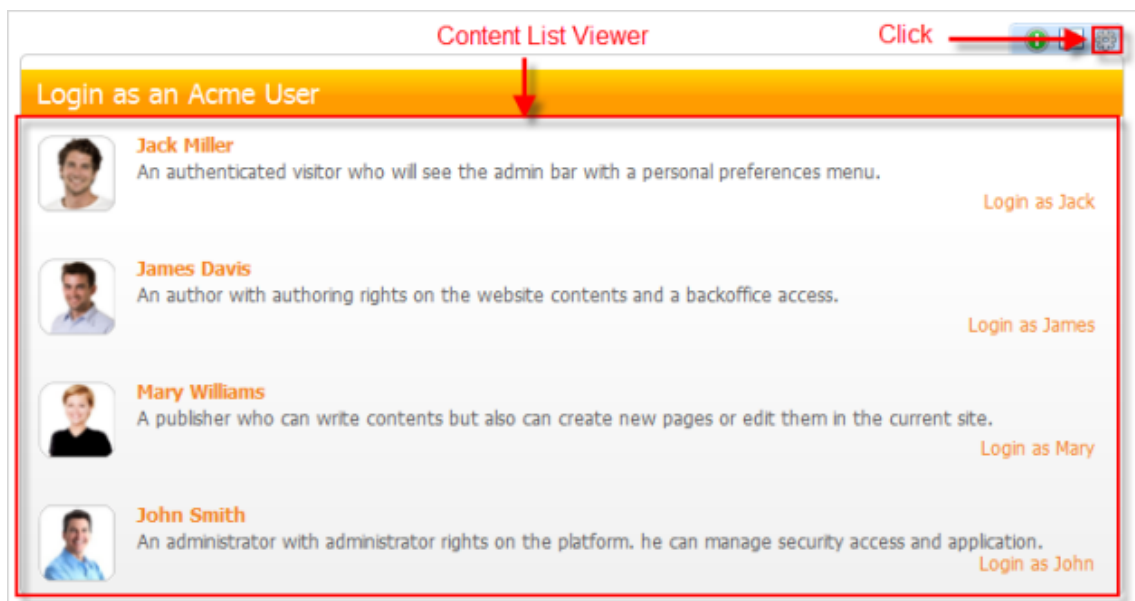 Content List Viewer
Click
Login as an Acme User
Jack Miller
An authenticated visitor who will see the admin bar with a personal preferences menu.
Login as Jack
James Davis
An author with authoring rights on the website contents and a backoffice access.
Login as James
Mary Williams
A publisher who can write contents but also can create new pages or edit them in the current site.
Login as Mary
John Smith
An administrator with administrator rights on the platform. he can manage security access and application.
Login as John